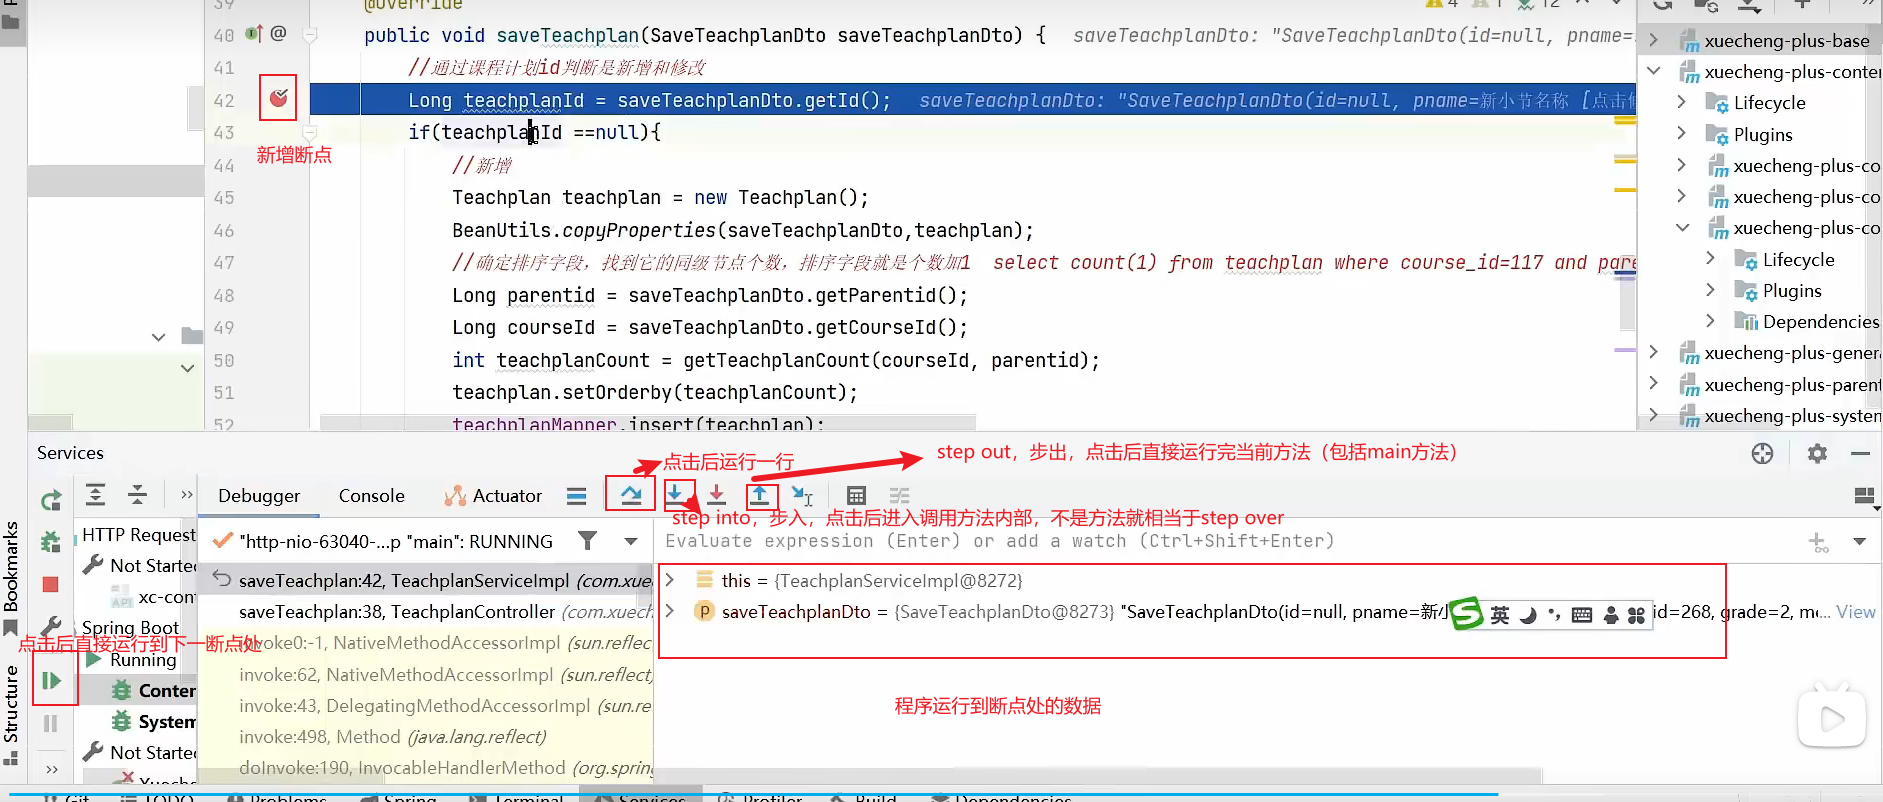 39 @Override
40 @ public void saveTeachplan(SaveTeachplanDto saveTeachplanDto) { saveTeachplanDto: "SaveTeachplanDto(id=null, pname=
41 //通过课程计划id判断是新增和修改
42 Long teachplanId = saveTeachplanDto.getId(); saveTeachplanDto: "SaveTeachplanDto(id=null, pname=新小节名称 [点击
43 if(teachplanId ==null){
新增断点
44 //新增
45 Teachplan teachplan = new Teachplan();
46 BeanUtils.copyProperties(saveTeachplanDto,teachplan);
47 //确定排序字段，找到它的同级节点个数，排序字段就是个数加1 select count(1) from teachplan where course_id=117 and pare
48 Long parentid = saveTeachplanDto.getParentid();
49 Long courseId = saveTeachplanDto.getCourseId();
50 int teachplanCount = getTeachplanCount(courseId, parentid);
51 teachplan.setOrderby(teachplanCount);
52 teachplanMapper.insert(teachplan);
xuecheng-plus-base
xuecheng-plus-conte
Lifecycle
Plugins
xuecheng-plus-co
xuecheng-plus-co
xuecheng-plus-co
Lifecycle
Plugins
Dependencies
xuecheng-plus-gener
xuecheng-plus-parent
xuecheng-plus-system
Services
点击后运行一行
step out，步出，点击后直接运行完当前方法（包括main方法）
Debugger Console Actuator
step into，步入，点击后进入调用方法内部，不是方法就相当于step over
Evaluate expression (Enter) or add a watch (Ctrl+Shift+Enter)
HTTP Request
Not Starte
xc-con
Spring Boot
点击后直接运行到下一断点处
Running
Conter
System
Not Starte
Xueche
"http-nio-63040-...p "main": RUNNING
saveTeachplan:42, TeachplanServiceImpl (com.xue
saveTeachplan:38, TeachplanController (com.xuech
invoke0:-1, NativeMethodAccessorImpl (sun.reflec
invoke:62, NativeMethodAccessorImpl (sun.reflect
invoke:43, DelegatingMethodAccessorImpl (sun.re
invoke:498, Method (java.lang.reflect)
doInvoke:190, InvocableHandlerMethod (org.spring
this = {TeachplanServiceImpl@8272}
p saveTeachplanDto = {SaveTeachplanDto@8273} "SaveTeachplanDto(id=null, pname=新小 id=268, grade=2, me... View
英
程序运行到断点处的数据
Bookmarks
Structure
Git TODO Problems Spring Terminal Services Profiler Build Dependencies